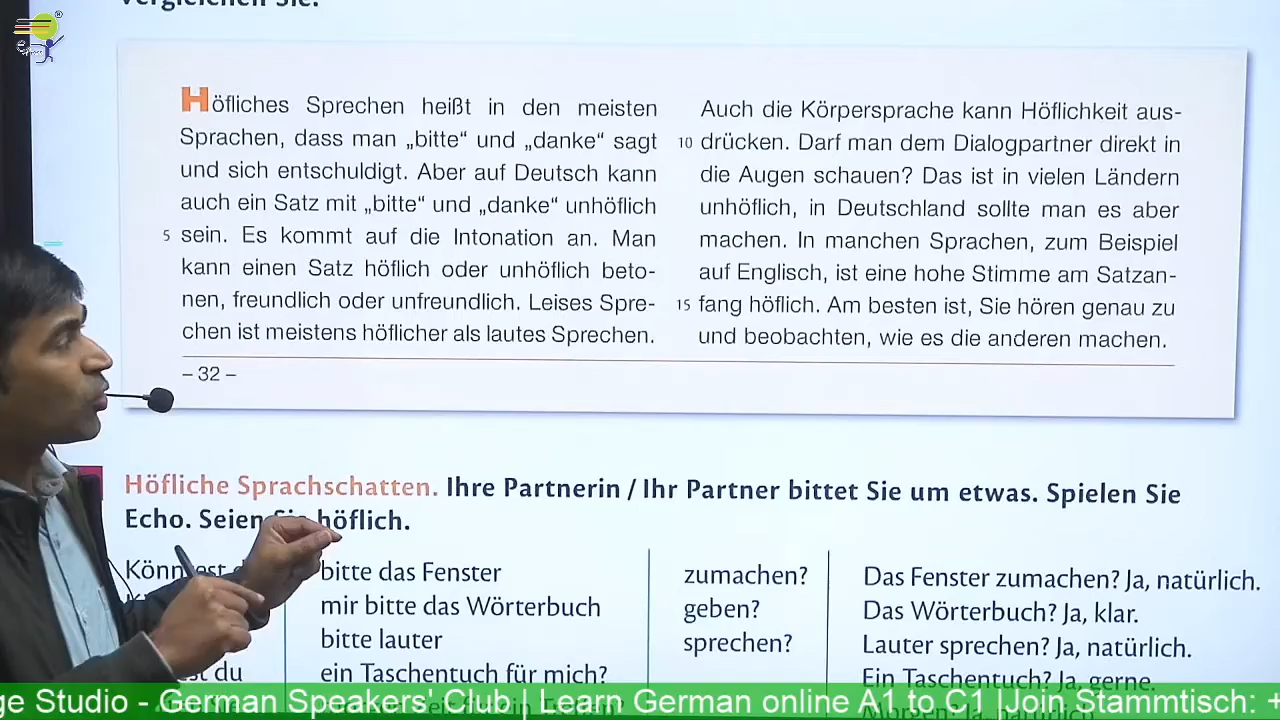 vergleichen Sie.
Höfliches Sprechen heißt in den meisten
Sprachen, dass man „bitte“ und „danke“ sagt
und sich entschuldigt. Aber auf Deutsch kann
auch ein Satz mit „bitte“ und „danke“ unhöflich
5 sein. Es kommt auf die Intonation an. Man
kann einen Satz höflich oder unhöflich beto-
nen, freundlich oder unfreundlich. Leises Spre-
chen ist meistens höflicher als lautes Sprechen.
– 32 –
Auch die Körpersprache kann Höflichkeit aus-
10 drücken. Darf man dem Dialogpartner direkt in
die Augen schauen? Das ist in vielen Ländern
unhöflich, in Deutschland sollte man es aber
machen. In manchen Sprachen, zum Beispiel
auf Englisch, ist eine hohe Stimme am Satzan-
15 fang höflich. Am besten ist, Sie hören genau zu
und beobachten, wie es die anderen machen.
Höfliche Sprachschatten. Ihre Partnerin / Ihr Partner bittet Sie um etwas. Spielen Sie
Echo. Seien Sie höflich.
bitte das Fenster zumachen? Das Fenster zumachen? Ja, natürlich.
mir bitte das Wörterbuch geben? Das Wörterbuch? Ja, klar.
bitte lauter sprechen? Lauter sprechen? Ja, natürlich.
du ein Taschentuch für mich? Ein Taschentuch? Ja, gerne.
ge Studio - German Speakers' Club | Learn German online A1 to C1 | Join Stammtisch: +